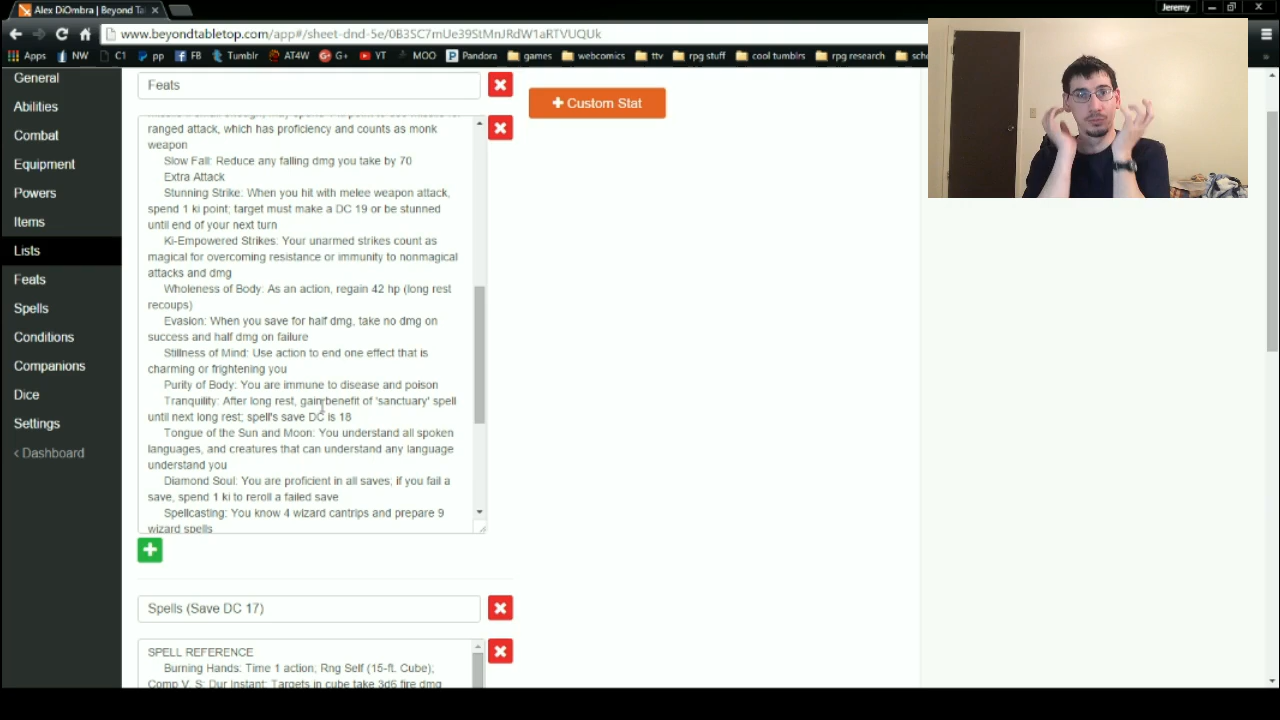 Alex DiOmbra | Beyond Tab
Jeremy
www.beyondtabletop.com/app#/sheet-dnd-5e/0B3SC7mUe39StMnJRdW1aRTVUQUk
Apps NW C1 pp FB Tumblr AT4W G+ YT MOO Pandora games webcomics ttv rpg stuff cool tumblrs rpg research
General
Abilities
Combat
Equipment
Powers
Items
Lists
Feats
Spells
Conditions
Companions
Dice
Settings
< Dashboard
Feats
ranged attack, which has proficiency and counts as monk
weapon
Slow Fall: Reduce any falling dmg you take by 70
Extra Attack
Stunning Strike: When you hit with melee weapon attack,
spend 1 ki point; target must make a DC 19 or be stunned
until end of your next turn
Ki-Empowered Strikes: Your unarmed strikes count as
magical for overcoming resistance or immunity to nonmagical
attacks and dmg
Wholeness of Body: As an action, regain 42 hp (long rest
recoups)
Evasion: When you save for half dmg, take no dmg on
success and half dmg on failure
Stillness of Mind: Use action to end one effect that is
charming or frightening you
Purity of Body: You are immune to disease and poison
Tranquility: After long rest, gain benefit of 'sanctuary' spell
until next long rest; spell's save DC is 18
Tongue of the Sun and Moon: You understand all spoken
languages, and creatures that can understand any language
understand you
Diamond Soul: You are proficient in all saves; if you fail a
save, spend 1 ki to reroll a failed save
Spellcasting: You know 4 wizard cantrips and prepare 9
wizard spells
Custom Stat
Spells (Save DC 17)
SPELL REFERENCE
Burning Hands: Time 1 action; Rng Self (15-ft. Cube);
Comp V, S; Dur Instant; Targets in cube take 3d6 fire dmg